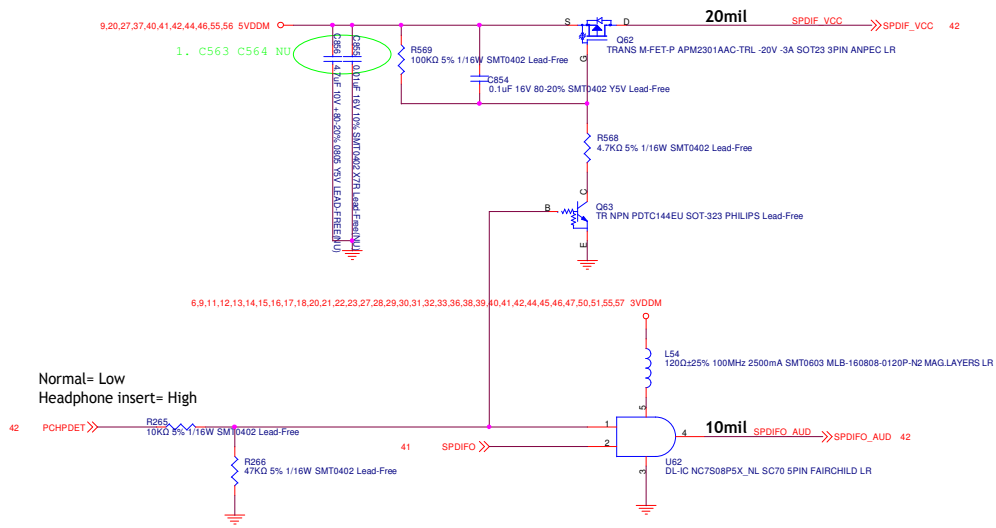 9,20,27,37,40,41,42,44,46,55,56 5VDDM
S
D
20mil
SPDIF_VCC
SPDIF_VCC 42
Q62
TRANS M-FET-P APM2301AAC-TRL -20V -3A SOT23 3PIN ANPEC LR
G
1. C563 C564 NU
C856
4.7uF 10V +80-20% 0805 Y5V LEAD-FREE(NU)
C855
0.01uF 16V 10% SMT0402 X7R Lead-Free(NU)
R569
100KΩ 5% 1/16W SMT0402 Lead-Free
C854
0.1uF 16V 80-20% SMT0402 Y5V Lead-Free
R568
4.7KΩ 5% 1/16W SMT0402 Lead-Free
C
B
Q63
TR NPN PDTC144EU SOT-323 PHILIPS Lead-Free
E
6,9,11,12,13,14,15,16,17,18,20,21,22,23,27,28,29,30,31,32,33,36,38,39,40,41,42,44,45,46,47,50,51,55,57 3VDDM
L54
120Ω±25% 100MHz 2500mA SMT0603 MLB-160808-0120P-N2 MAG.LAYERS LR
Normal= Low
Headphone insert= High
42 PCHPDET
R265
10KΩ 5% 1/16W SMT0402 Lead-Free
R266
47KΩ 5% 1/16W SMT0402 Lead-Free
41 SPDIFO
5
1
2
4
3
10mil
SPDIFO_AUD
SPDIFO_AUD 42
U62
DL-IC NC7S08P5X_NL SC70 5PIN FAIRCHILD LR